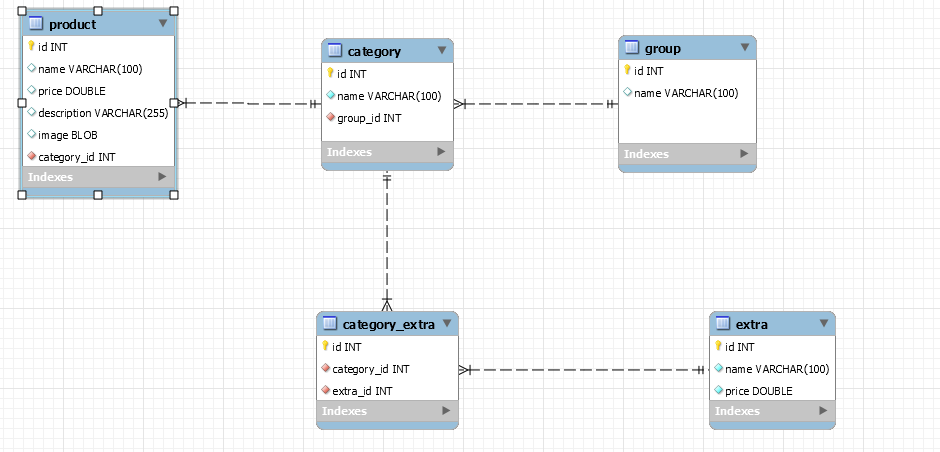 product
id INT
name VARCHAR(100)
price DOUBLE
description VARCHAR(255)
image BLOB
category_id INT
Indexes
category
id INT
name VARCHAR(100)
group_id INT
Indexes
group
id INT
name VARCHAR(100)
Indexes
category_extra
id INT
category_id INT
extra_id INT
Indexes
extra
id INT
name VARCHAR(100)
price DOUBLE
Indexes